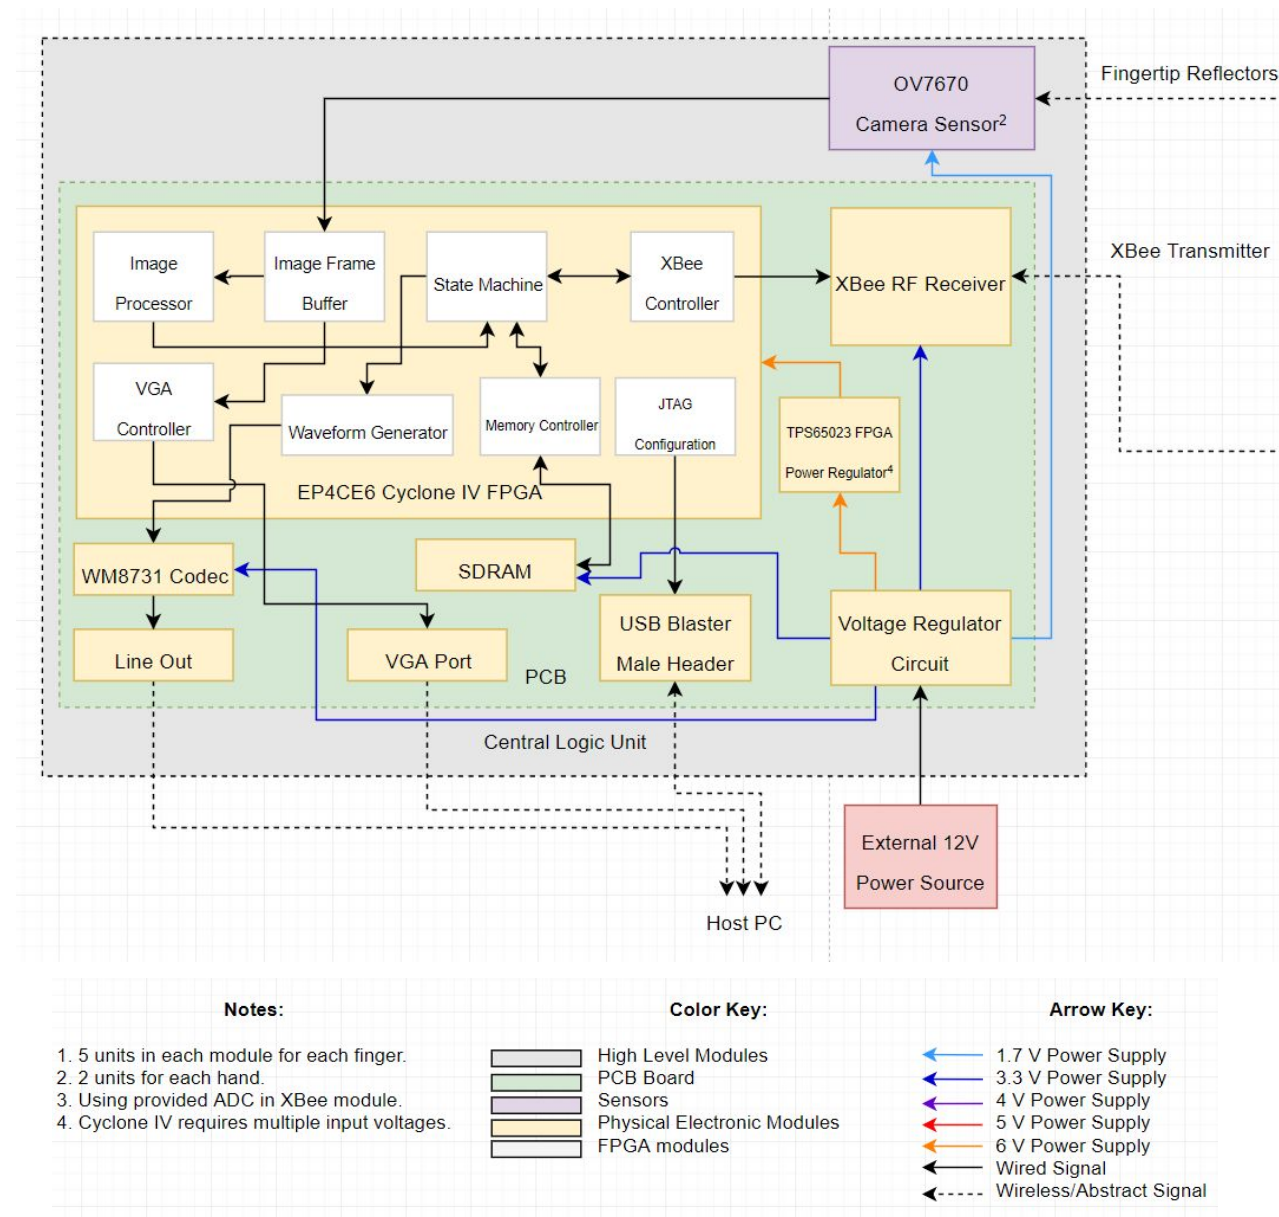 OV7670
Camera Sensor2
Fingertip Reflectors
Image
Processor
Image Frame
Buffer
State Machine
XBee
Controller
XBee RF Receiver
XBee Transmitter
VGA
Controller
Waveform Generator
Memory Controller
JTAG
Configuration
TPS65023 FPGA
Power Regulator4
EP4CE6 Cyclone IV FPGA
WM8731 Codec
SDRAM
USB Blaster
Male Header
Voltage Regulator
Circuit
Line Out
VGA Port
PCB
Central Logic Unit
External 12V
Power Source
Host PC
Notes:
1. 5 units in each module for each finger.
2. 2 units for each hand.
3. Using provided ADC in XBee module.
4. Cyclone IV requires multiple input voltages.
Color Key:
High Level Modules
PCB Board
Sensors
Physical Electronic Modules
FPGA modules
Arrow Key:
1.7 V Power Supply
3.3 V Power Supply
4 V Power Supply
5 V Power Supply
6 V Power Supply
Wired Signal
Wireless/Abstract Signal